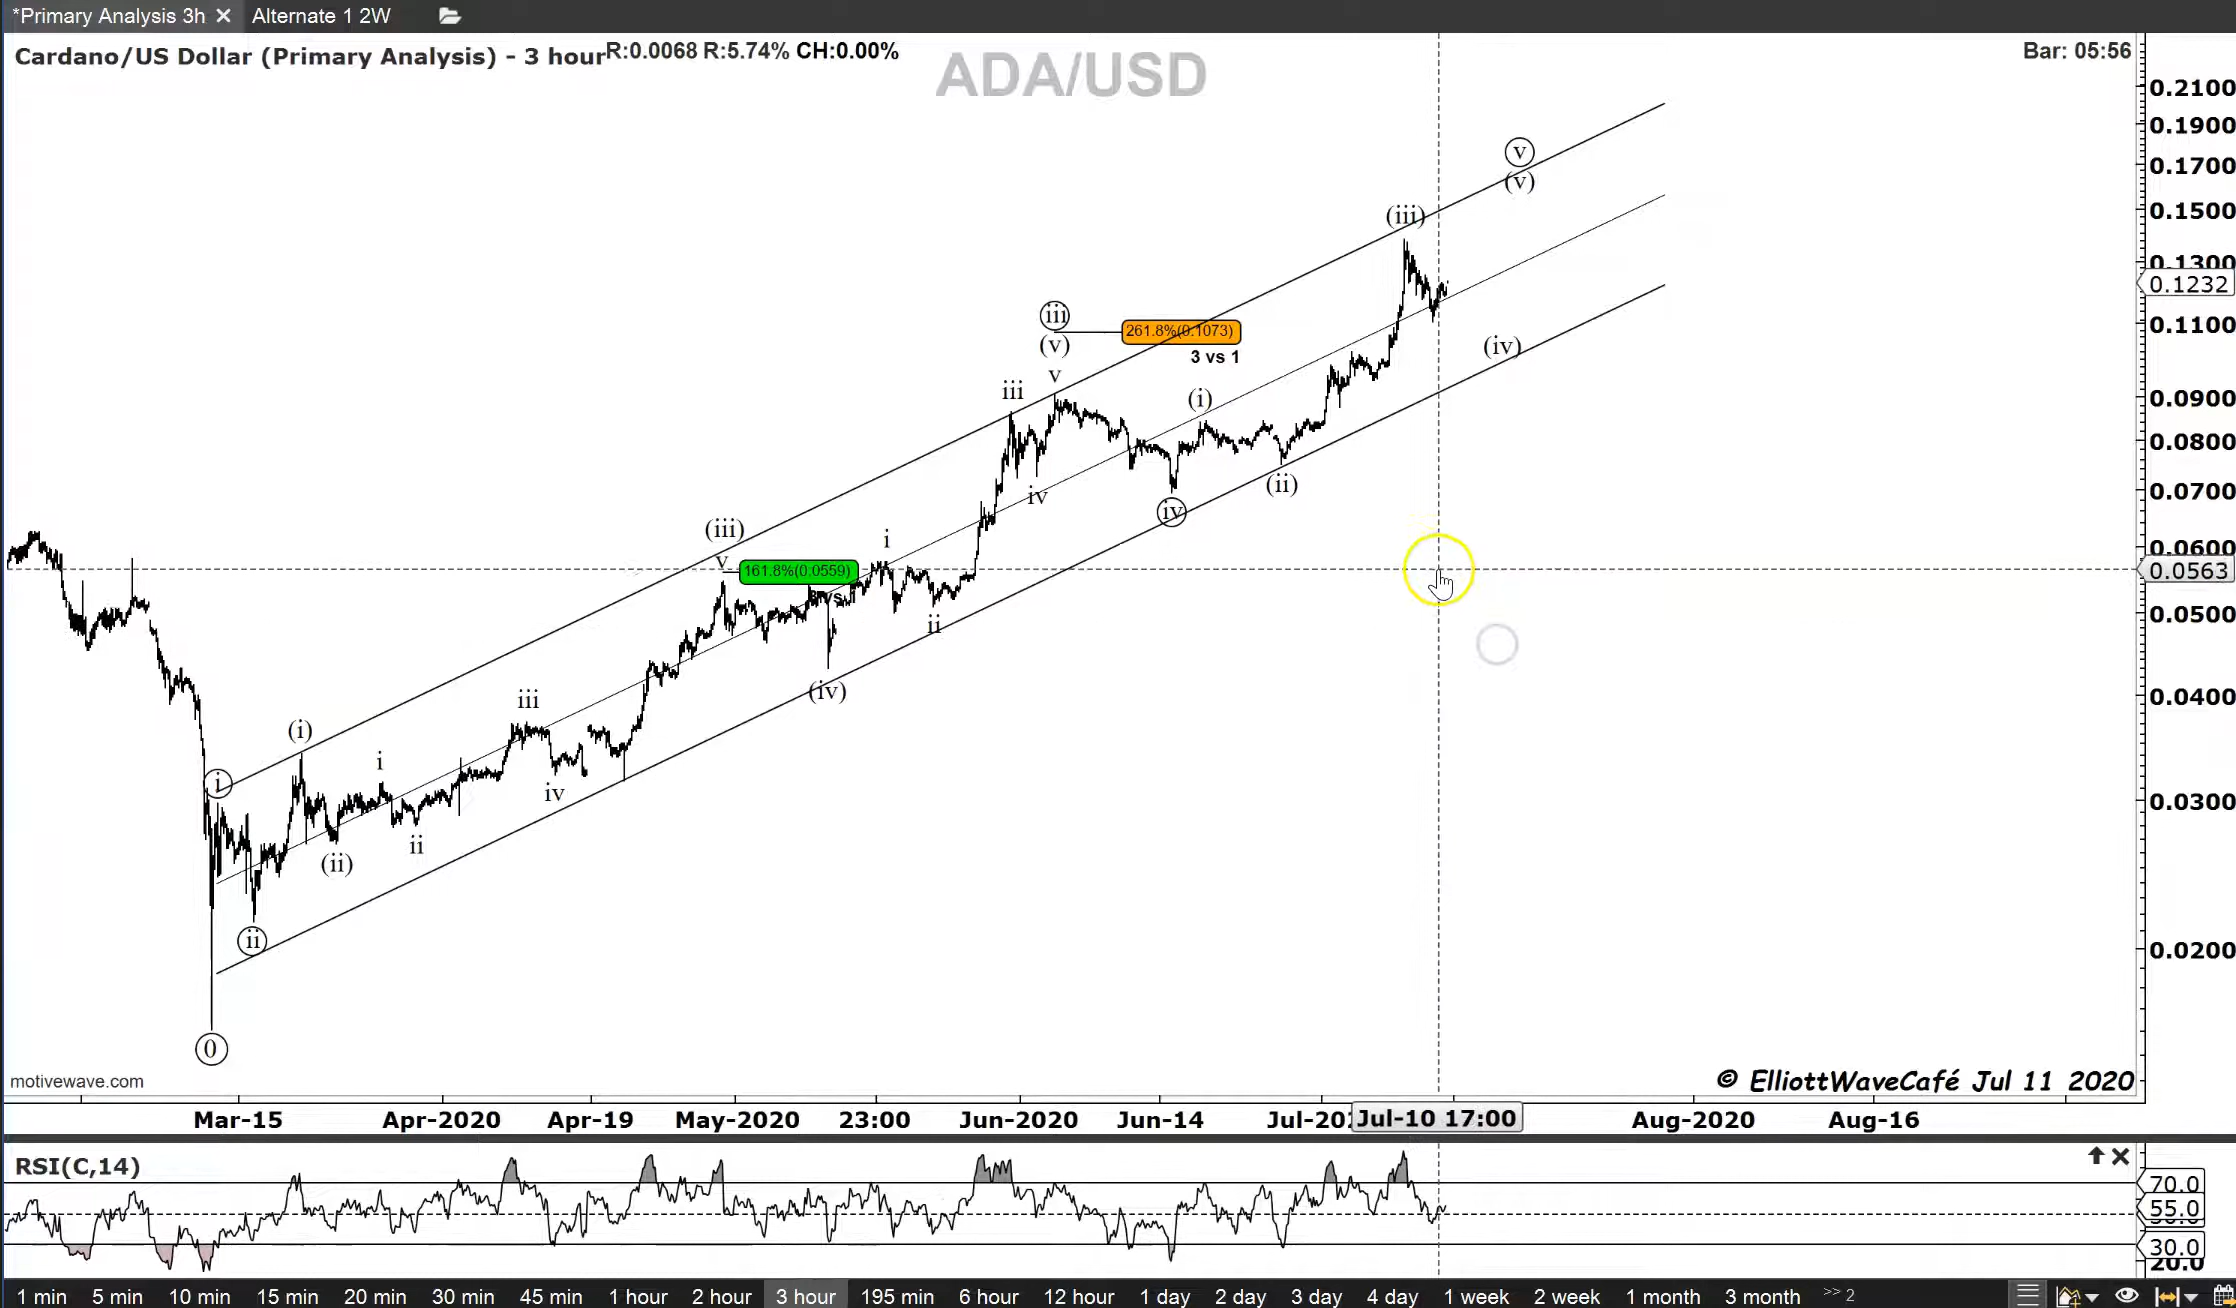 *Primary Analysis 3h ✕ Alternate 1 2W
Cardano/US Dollar (Primary Analysis) - 3 hour R:0.0068 R:5.74% CH:0.00%
ADA/USD
Bar: 05:56
0.2100
0.1900
0.1700
0.1500
0.1300
0.1232
0.1100
0.0900
0.0800
0.0700
0.0600
0.0563
0.0500
0.0400
0.0300
0.0200
v
(v)
(iii)
iii
(v)
v
261.8%(0.1073)
3 vs 1
(iv)
iii
(i)
iv
(ii)
iv
(iii)
v
161.8%(0.0559)
i
ii
(iv)
iii
(i)
i
i
iv
ii
(ii)
ii
0
motivewave.com
© ElliottWaveCafé Jul 11 2020
Mar-15 Apr-2020 Apr-19 May-2020 23:00 Jun-2020 Jun-14 Jul-10 17:00 Aug-2020 Aug-16
RSI(C,14)
70.0
55.0
30.0
20.0
1 min 5 min 10 min 15 min 20 min 30 min 45 min 1 hour 2 hour 3 hour 195 min 6 hour 12 hour 1 day 2 day 3 day 4 day 1 week 2 week 1 month 3 month >> 2